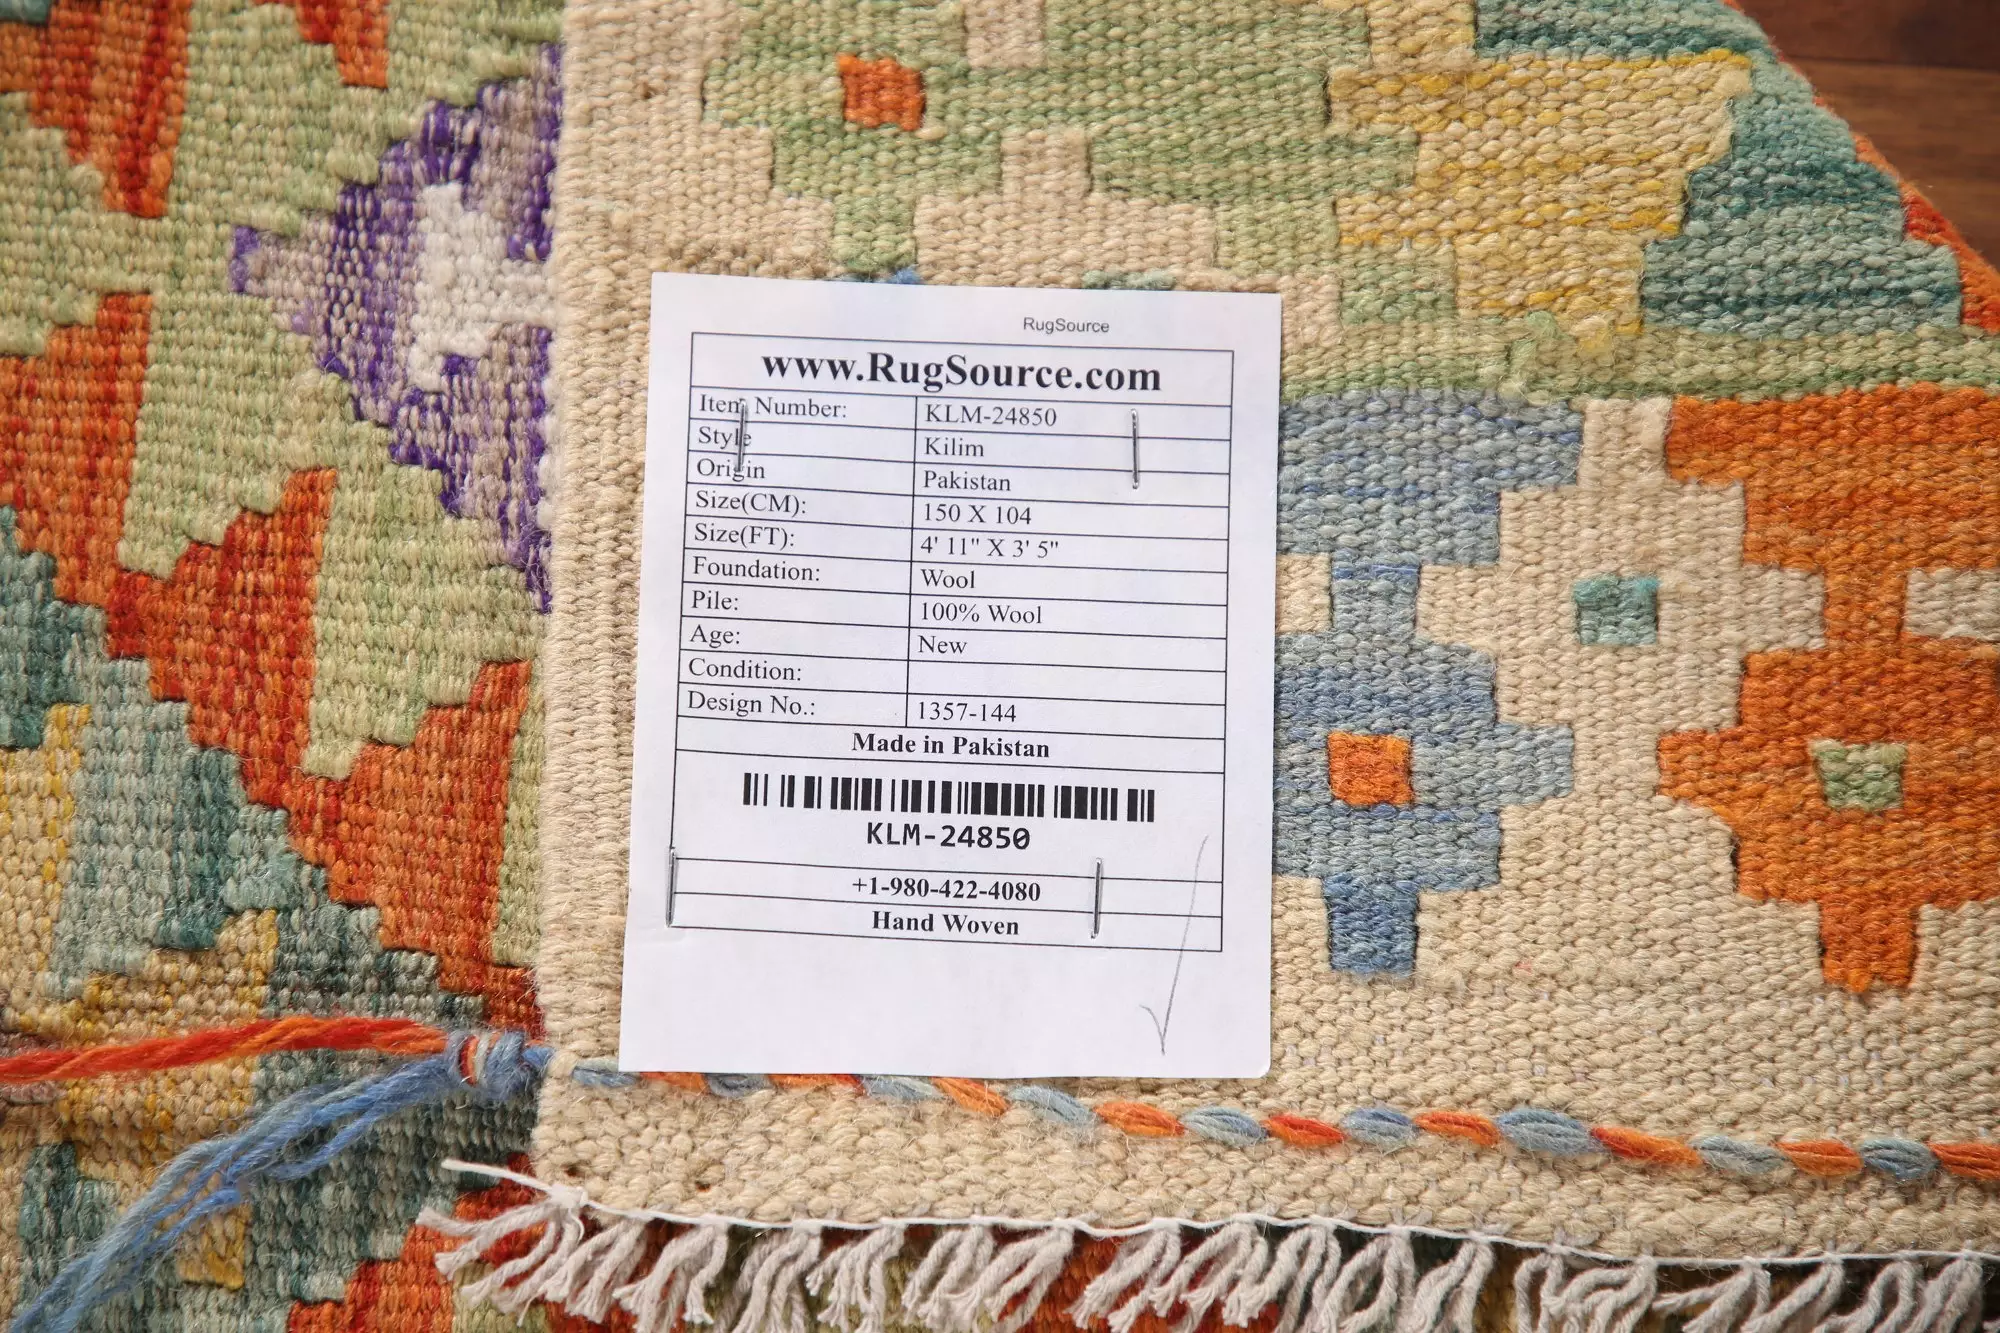 RugSource
www.RugSource.com
Item Number: KLM-24850
Style Kilim
Origin Pakistan
Size(CM): 150 X 104
Size(FT): 4' 11" X 3' 5"
Foundation: Wool
Pile: 100% Wool
Age: New
Condition:
Design No.: 1357-144
Made in Pakistan
KLM-24850
+1-980-422-4080
Hand Woven